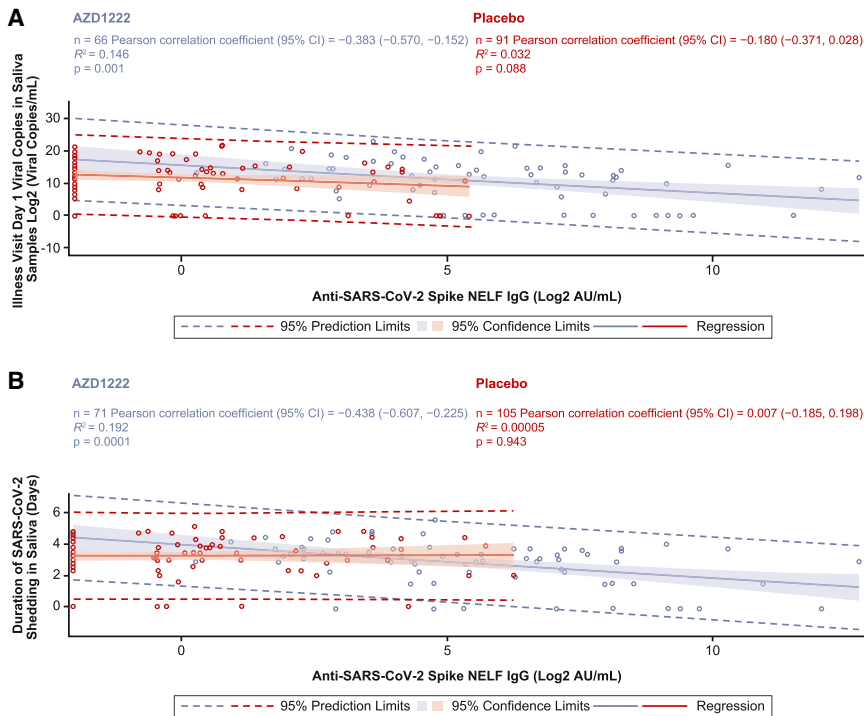 A
AZD1222
n = 66 Pearson correlation coefficient (95% CI) = −0.383 (−0.570, −0.152)
R² = 0.146
p = 0.001
Placebo
n = 91 Pearson correlation coefficient (95% CI) = −0.180 (−0.371, 0.028)
R² = 0.032
p = 0.088
Illness Visit Day 1 Viral Copies in Saliva
Samples Log2 (Viral Copies/mL)
30
20
10
0
-10
0 5 10
Anti-SARS-CoV-2 Spike NELF IgG (Log2 AU/mL)
95% Prediction Limits 95% Confidence Limits Regression
B
AZD1222
n = 71 Pearson correlation coefficient (95% CI) = −0.438 (−0.607, −0.225)
R² = 0.192
p = 0.0001
Placebo
n = 105 Pearson correlation coefficient (95% CI) = 0.007 (−0.185, 0.198)
R² = 0.00005
p = 0.943
Duration of SARS-CoV-2
Shedding in Saliva (Days)
6
4
2
0
0 5 10
Anti-SARS-CoV-2 Spike NELF IgG (Log2 AU/mL)
95% Prediction Limits 95% Confidence Limits Regression